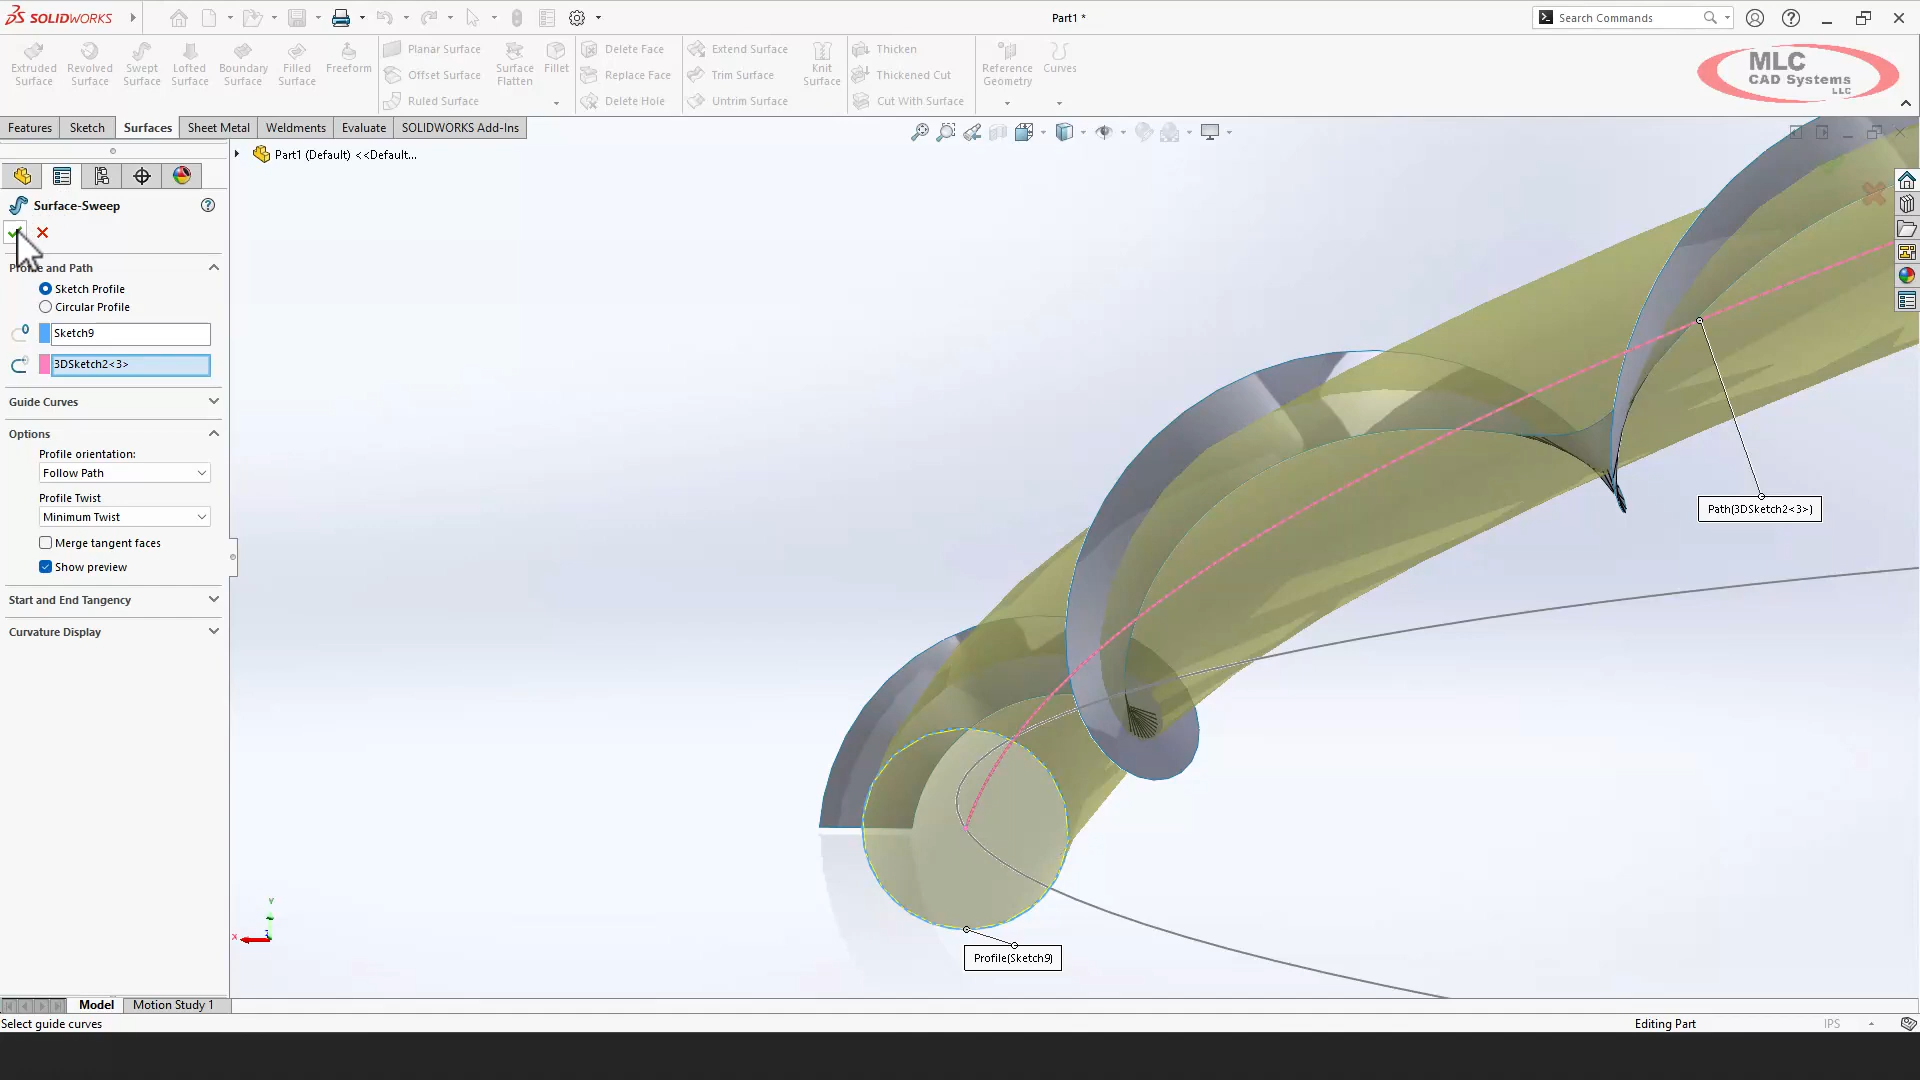 SOLIDWORKS
Part1 *
Search Commands
Extruded Surface
Revolved Surface
Swept Surface
Lofted Surface
Boundary Surface
Filled Surface
Freeform
Planar Surface
Offset Surface
Ruled Surface
Surface Flatten
Fillet
Delete Face
Replace Face
Delete Hole
Extend Surface
Trim Surface
Untrim Surface
Knit Surface
Thicken
Thickened Cut
Cut With Surface
Reference Geometry
Curves
MLC
CAD Systems
LLC
Features
Sketch
Surfaces
Sheet Metal
Weldments
Evaluate
SOLIDWORKS Add-Ins
Part1 (Default) <<Default...
Surface-Sweep
Profile and Path
Sketch Profile
Circular Profile
Sketch9
3DSketch2<3>
Guide Curves
Options
Profile orientation:
Follow Path
Profile Twist
Minimum Twist
Merge tangent faces
Show preview
Start and End Tangency
Curvature Display
Path(3DSketch2<3>)
Profile(Sketch9)
Y
X
Z
Model
Motion Study 1
Select guide curves
Editing Part
IPS